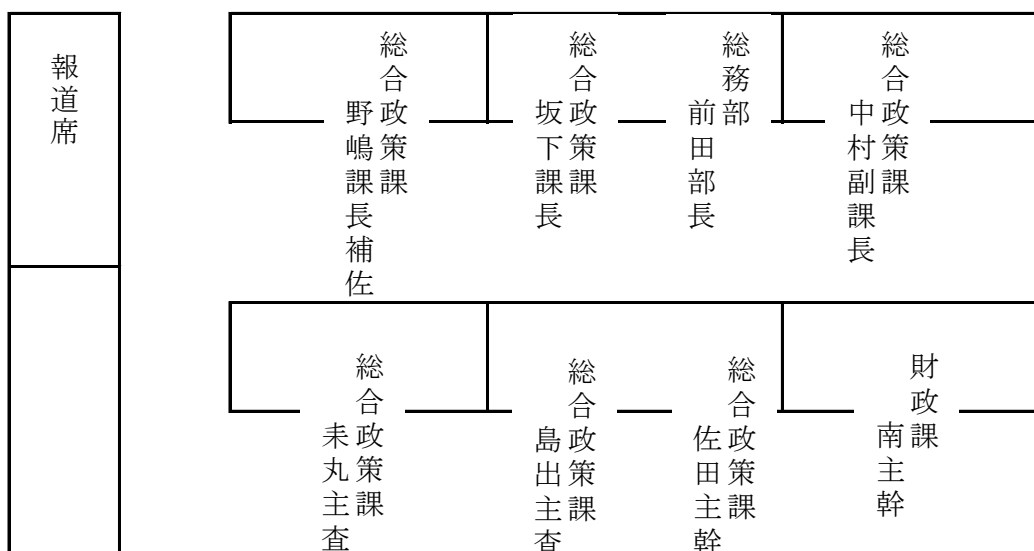 総合政策課
中村副課長
総務部
前田部長
総合政策課
坂下課長
総合政策課
野嶋課長補佐
報道席
財政課
南主幹
総合政策課
佐田主幹
総合政策課
島出主査
総合政策課
耒丸主査